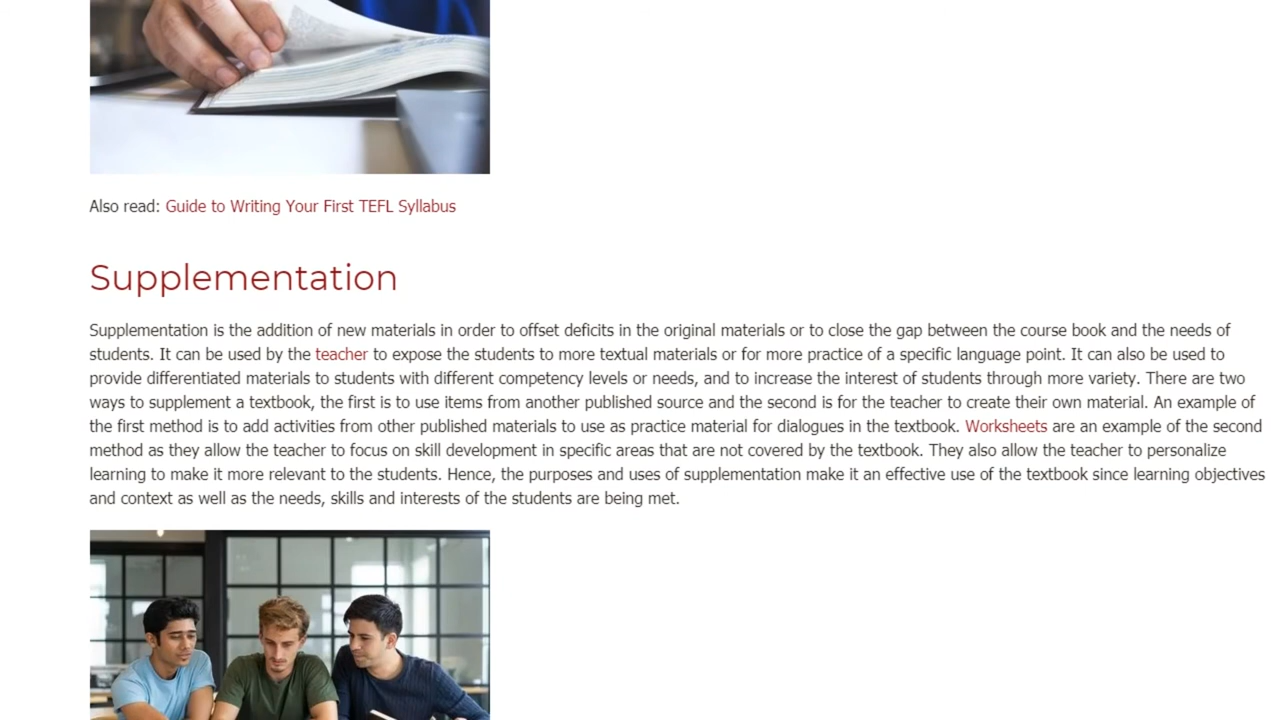 Also read: Guide to Writing Your First TEFL Syllabus
Supplementation
Supplementation is the addition of new materials in order to offset deficits in the original materials or to close the gap between the course book and the needs of
students. It can be used by the teacher to expose the students to more textual materials or for more practice of a specific language point. It can also be used to
provide differentiated materials to students with different competency levels or needs, and to increase the interest of students through more variety. There are two
ways to supplement a textbook, the first is to use items from another published source and the second is for the teacher to create their own material. An example of
the first method is to add activities from other published materials to use as practice material for dialogues in the textbook. Worksheets are an example of the second
method as they allow the teacher to focus on skill development in specific areas that are not covered by the textbook. They also allow the teacher to personalize
learning to make it more relevant to the students. Hence, the purposes and uses of supplementation make it an effective use of the textbook since learning objectives
and context as well as the needs, skills and interests of the students are being met.